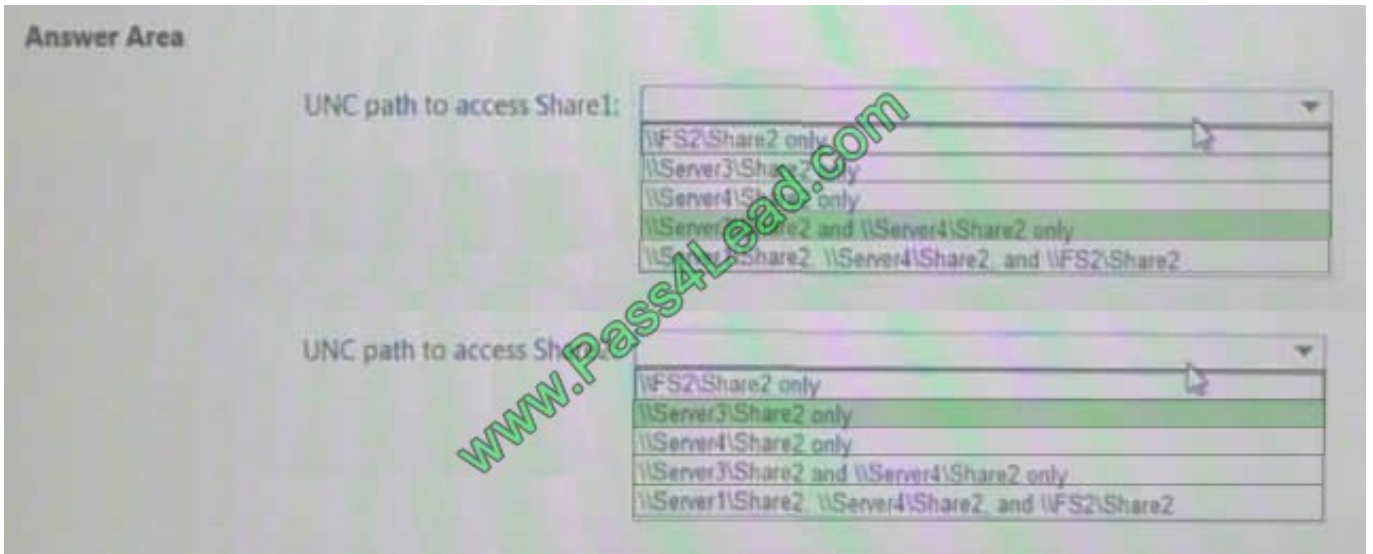 Answer Area
UNC path to access Share1:
\\FS2\Share2 only
\\Server3\Share2 only
\\Server4\Share2 only
and \\Server4\Share2 only
\\Server4\Share2, and \\FS2\Share2
UNC path to access
\\FS2\Share2 only
\\Server3\Share2 only
\\Server4\Share2 only
\\Server3\Share2 and \\Server4\Share2 only
\\Server1\Share2, \\Server4\Share2, and \\FS2\Share2
www.Pass4Lead.com